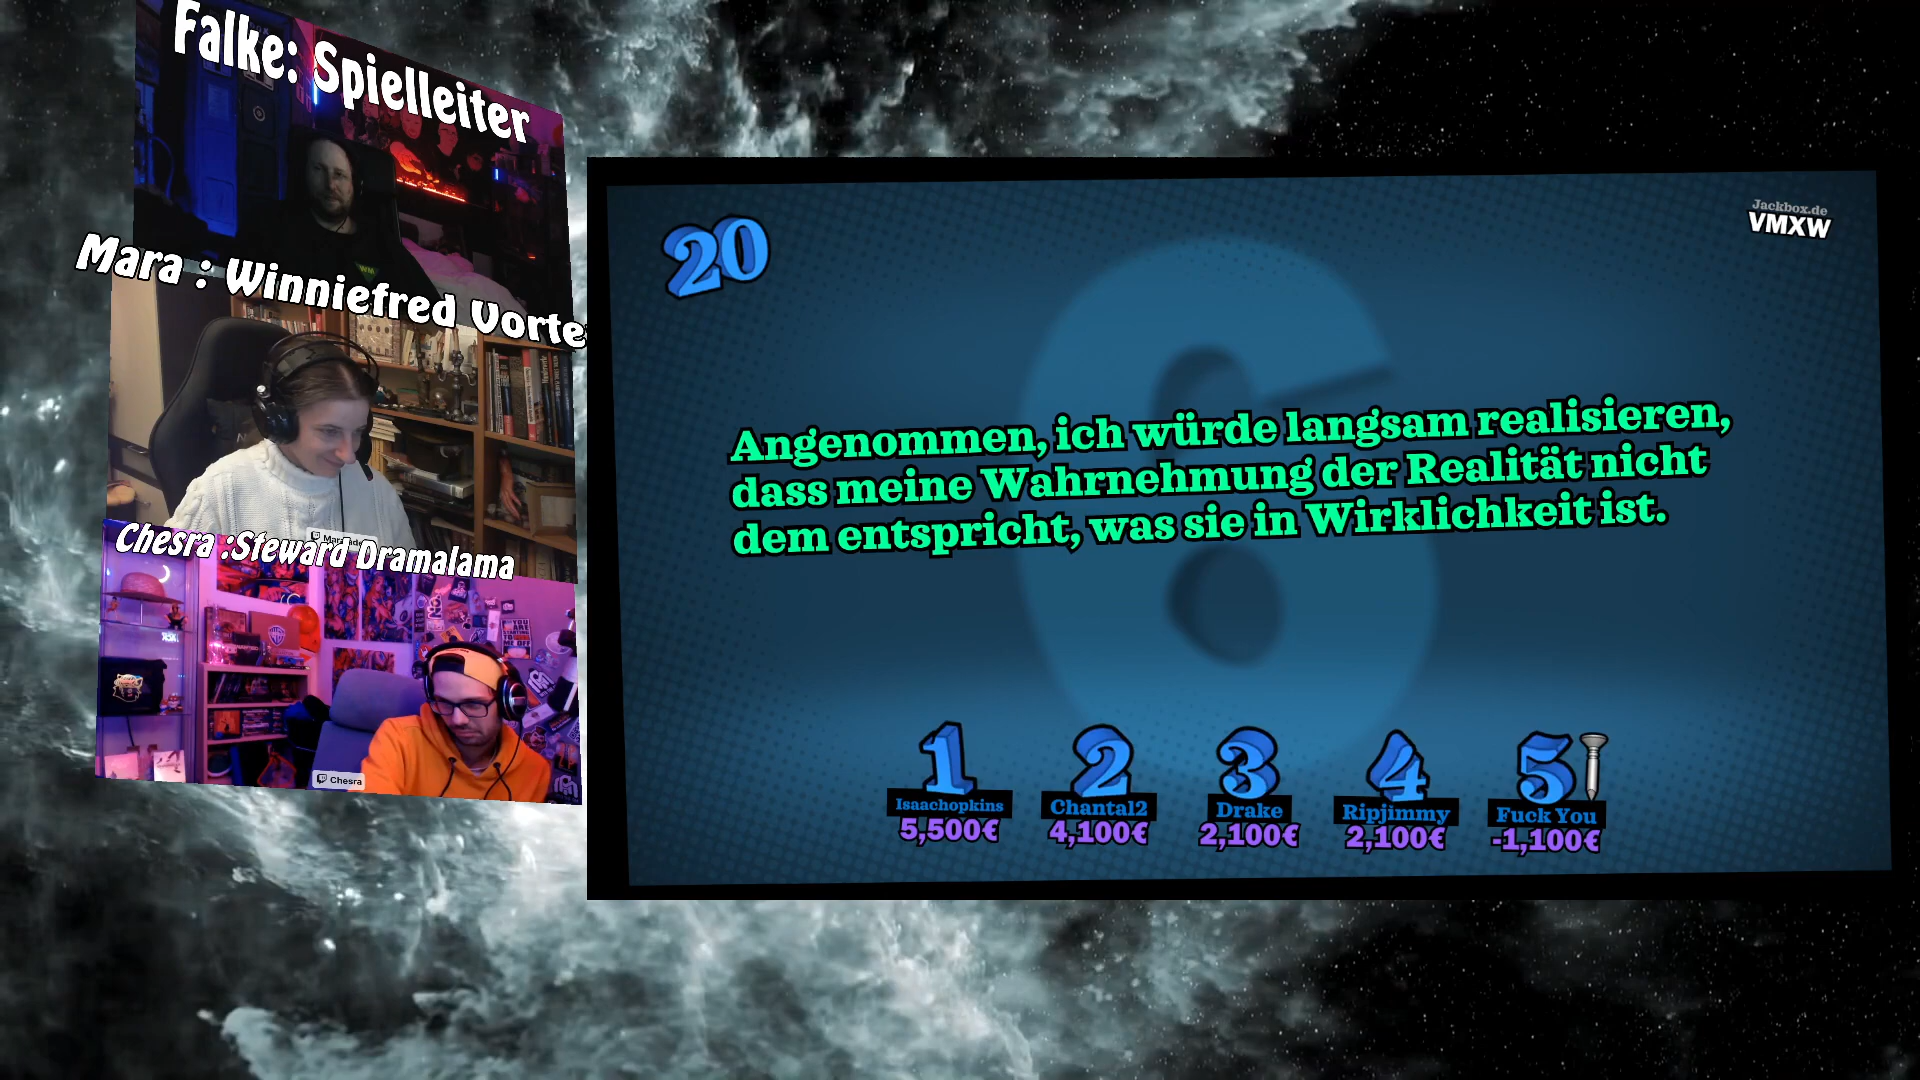 Falke: Spielleiter
Mara : Winniefred Vorte
Chesra :Steward Dramalama
Chesra
20
Jackbox.de
VMXW
6
Angenommen, ich würde langsam realisieren,
dass meine Wahrnehmung der Realität nicht
dem entspricht, was sie in Wirklichkeit ist.
1 2 3 4 5
Isaachopkins Chantal2 Drake Ripjimmy Fuck You
5,500€ 4,100€ 2,100€ 2,100€ -1,100€